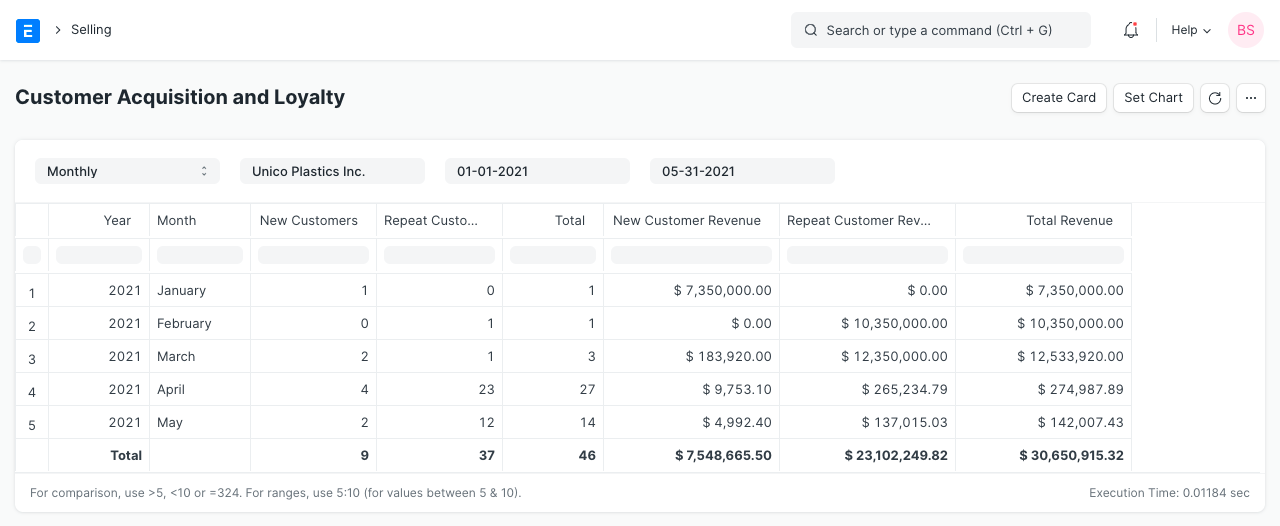 E Selling Search or type a command (Ctrl + G) Help BS
Customer Acquisition and Loyalty Create Card Set Chart ...
Monthly Unico Plastics Inc. 01-01-2021 05-31-2021
Year Month New Customers Repeat Custo... Total New Customer Revenue Repeat Customer Rev... Total Revenue
1 2021 January 1 0 1 $ 7,350,000.00 $ 0.00 $ 7,350,000.00
2 2021 February 0 1 1 $ 0.00 $ 10,350,000.00 $ 10,350,000.00
3 2021 March 2 1 3 $ 183,920.00 $ 12,350,000.00 $ 12,533,920.00
4 2021 April 4 23 27 $ 9,753.10 $ 265,234.79 $ 274,987.89
5 2021 May 2 12 14 $ 4,992.40 $ 137,015.03 $ 142,007.43
Total 9 37 46 $ 7,548,665.50 $ 23,102,249.82 $ 30,650,915.32
For comparison, use >5, <10 or =324. For ranges, use 5:10 (for values between 5 & 10). Execution Time: 0.01184 sec